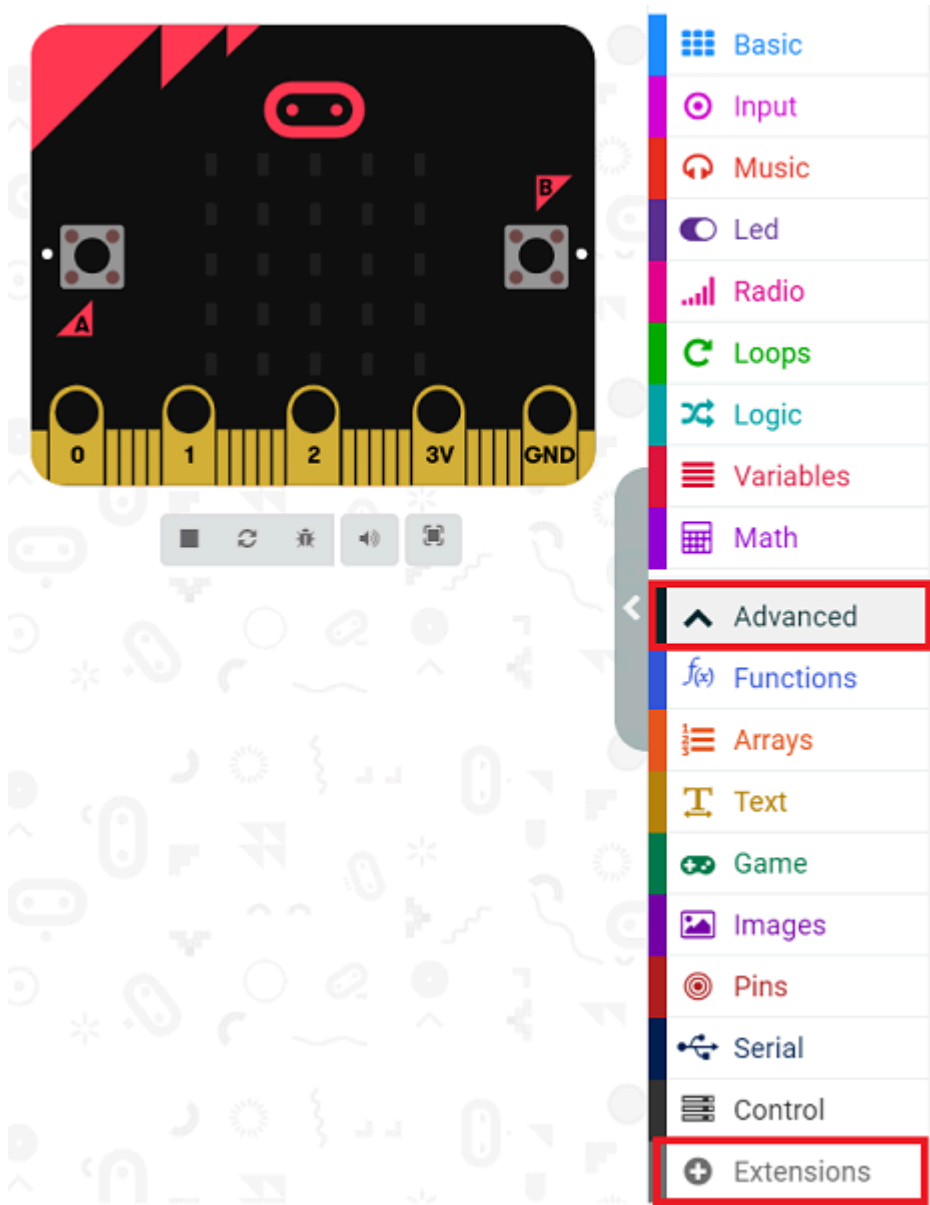 B
A
0 1 2 3V GND
Basic
Input
Music
Led
Radio
Loops
Logic
Variables
Math
Advanced
f(x) Functions
Arrays
T Text
Game
Images
Pins
Serial
Control
Extensions